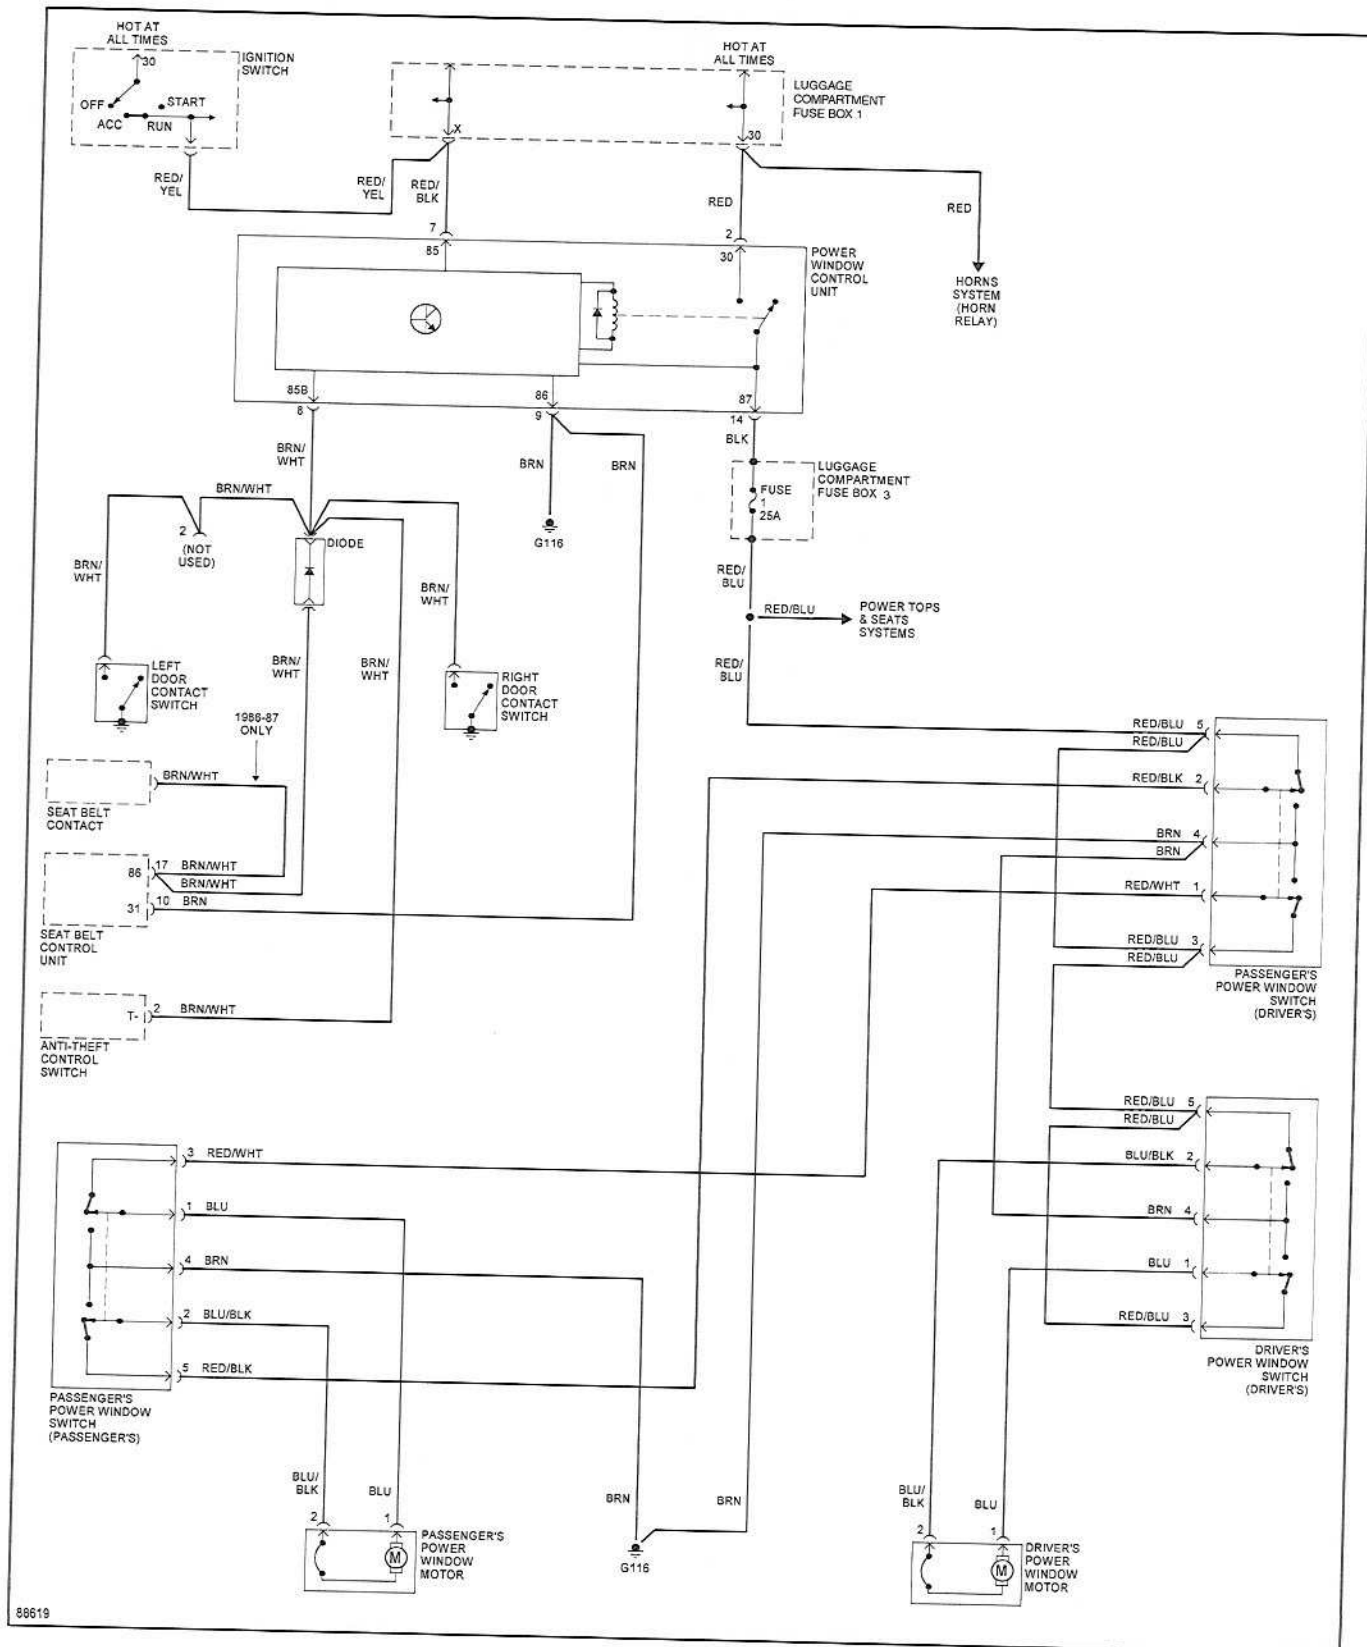 HOT AT
ALL TIMES
30
IGNITION
SWITCH
OFF
START
ACC
RUN
HOT AT
ALL TIMES
LUGGAGE
COMPARTMENT
FUSE BOX 1
X
30
RED/
YEL
RED/
YEL
RED/
BLK
RED
RED
7
2
85
30
POWER
WINDOW
CONTROL
UNIT
HORNS
SYSTEM
(HORN
RELAY)
85B
86
87
8
9
14
BRN/
WHT
BRN
BRN
BLK
LUGGAGE
COMPARTMENT
FUSE BOX 3
FUSE
1
25A
BRN/WHT
2
(NOT
USED)
DIODE
G116
BRN/
WHT
BRN/
WHT
RED/
BLU
RED/BLU
POWER TOPS
& SEATS
SYSTEMS
LEFT
DOOR
CONTACT
SWITCH
BRN/
WHT
BRN/
WHT
RIGHT
DOOR
CONTACT
SWITCH
RED/
BLU
1986-87
ONLY
BRN/WHT
SEAT BELT
CONTACT
86
17
BRN/WHT
BRN/WHT
31
10
BRN
SEAT BELT
CONTROL
UNIT
T-
2
BRN/WHT
ANTI-THEFT
CONTROL
SWITCH
RED/BLU 5
RED/BLU
RED/BLK 2
BRN 4
BRN
RED/WHT 1
RED/BLU 3
RED/BLU
PASSENGER'S
POWER WINDOW
SWITCH
(DRIVER'S)
RED/BLU 5
RED/BLU
BLU/BLK 2
BRN 4
BLU 1
RED/BLU 3
DRIVER'S
POWER WINDOW
SWITCH
(DRIVER'S)
3 RED/WHT
1 BLU
4 BRN
2 BLU/BLK
5 RED/BLK
PASSENGER'S
POWER WINDOW
SWITCH
(PASSENGER'S)
BLU/
BLK
BLU
BRN
BRN
BLU/
BLK
BLU
2
1
M
PASSENGER'S
POWER
WINDOW
MOTOR
G116
2
1
M
DRIVER'S
POWER
WINDOW
MOTOR
86619